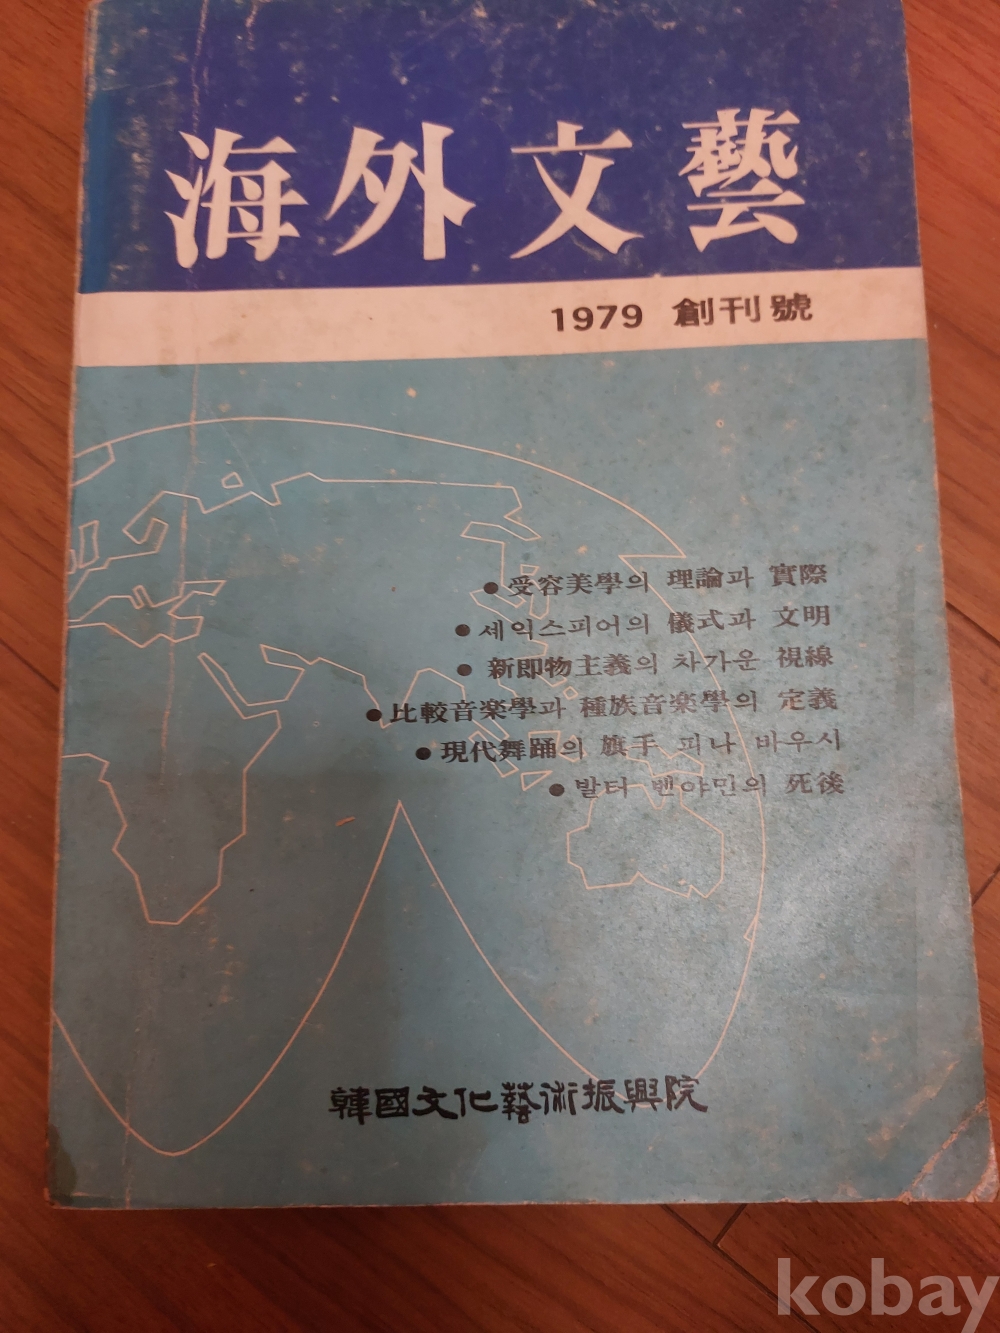 海外文藝
1979 創刊號
●受容美學의 理論과 實際
●세익스피어의 儀式과 文明
●新即物主義의 차가운 視線
●比較音楽學과 種族音楽學의 定義
●現代舞踊의 旗手 피나 바우시
●발터 벤야민의 死後
韓國文化藝術振興院
kobay